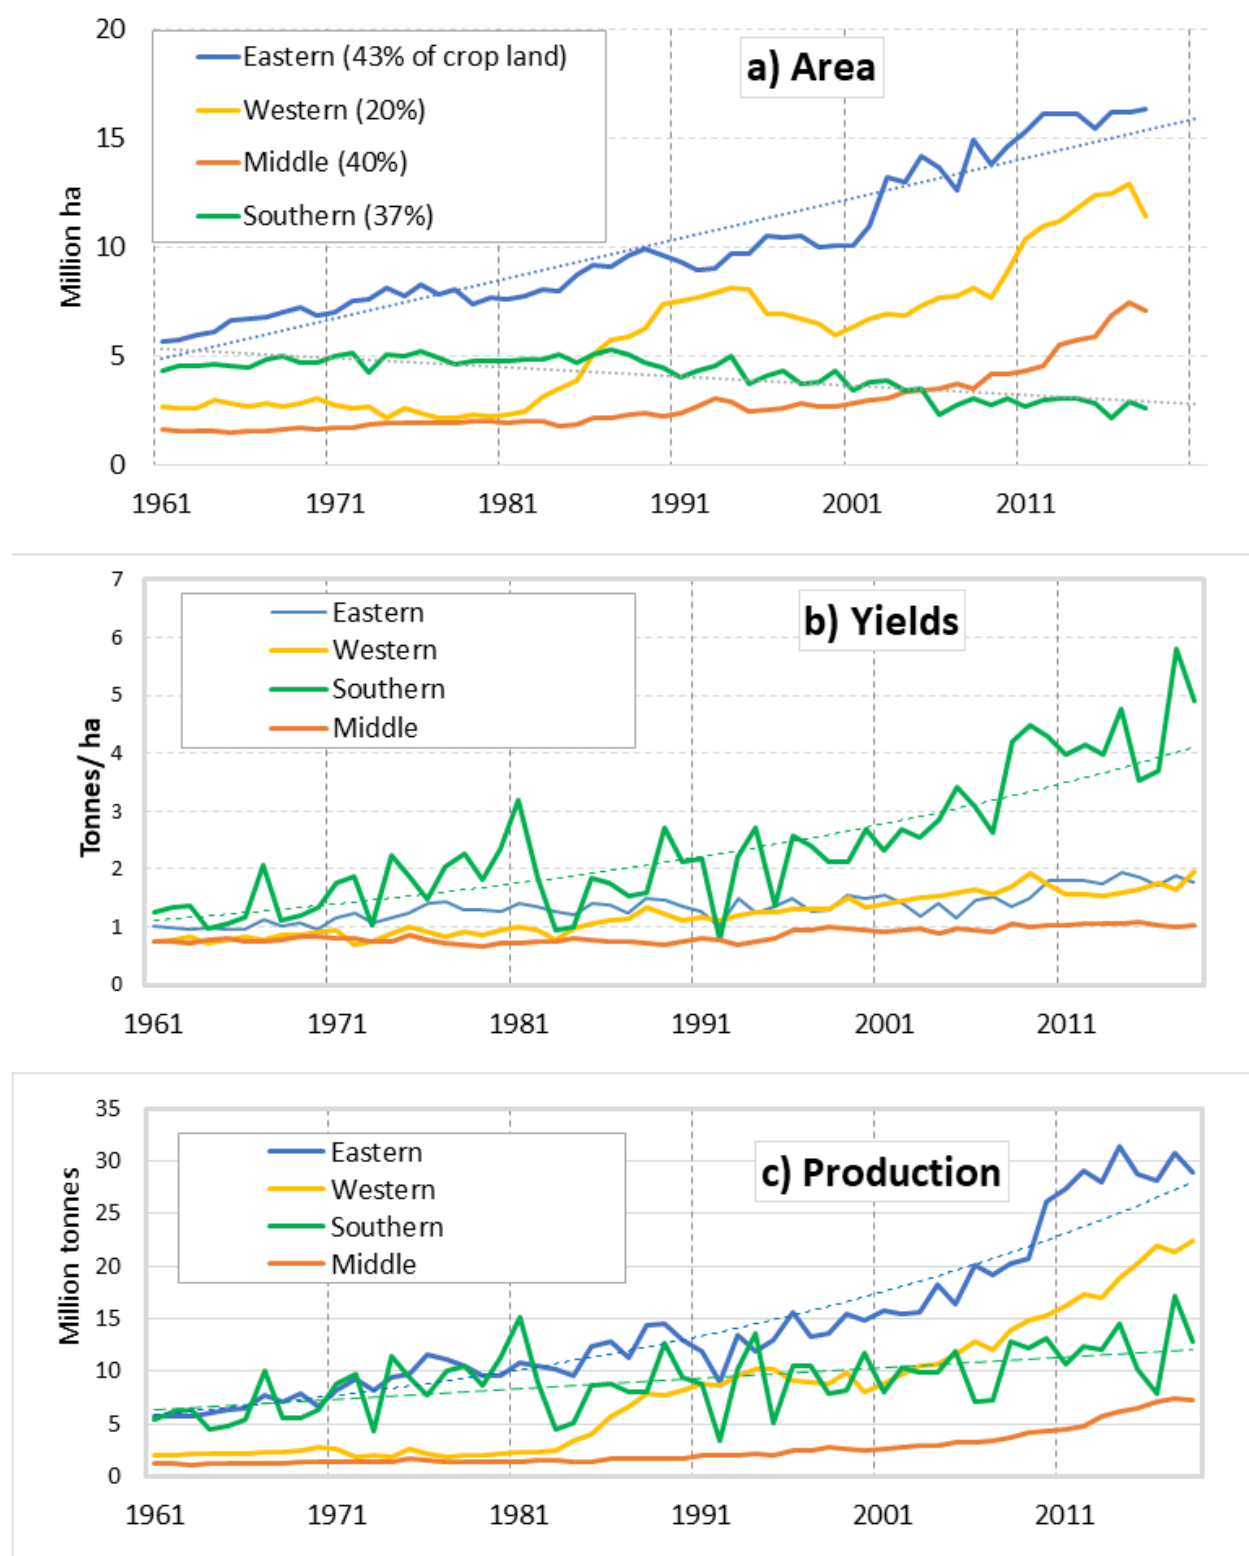 20
Eastern (43% of crop land)
a) Area
Western (20%)
15
Middle (40%)
Southern (37%)
Million ha
10
5
0
1961 1971 1981 1991 2001 2011
7
Eastern
b) Yields
6
Western
Southern
5
Middle
Tonnes/ ha
4
3
2
1
0
1961 1971 1981 1991 2001 2011
35
Eastern
c) Production
30
Western
Southern
25
Middle
Million tonnes
20
15
10
5
0
1961 1971 1981 1991 2001 2011